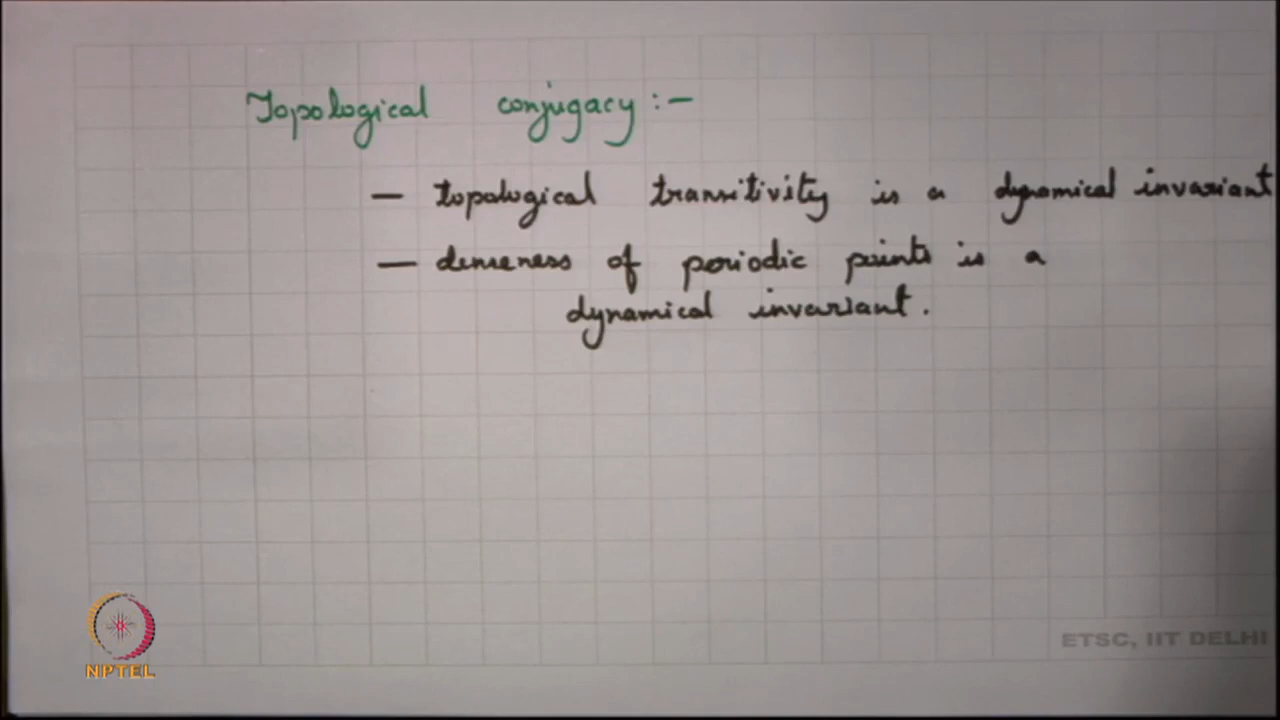 Topological conjugacy :-
- topological transitivity is a dynamical invariant
- denseness of periodic points is a
dynamical invariant.
NPTEL
ETSC, IIT DELHI